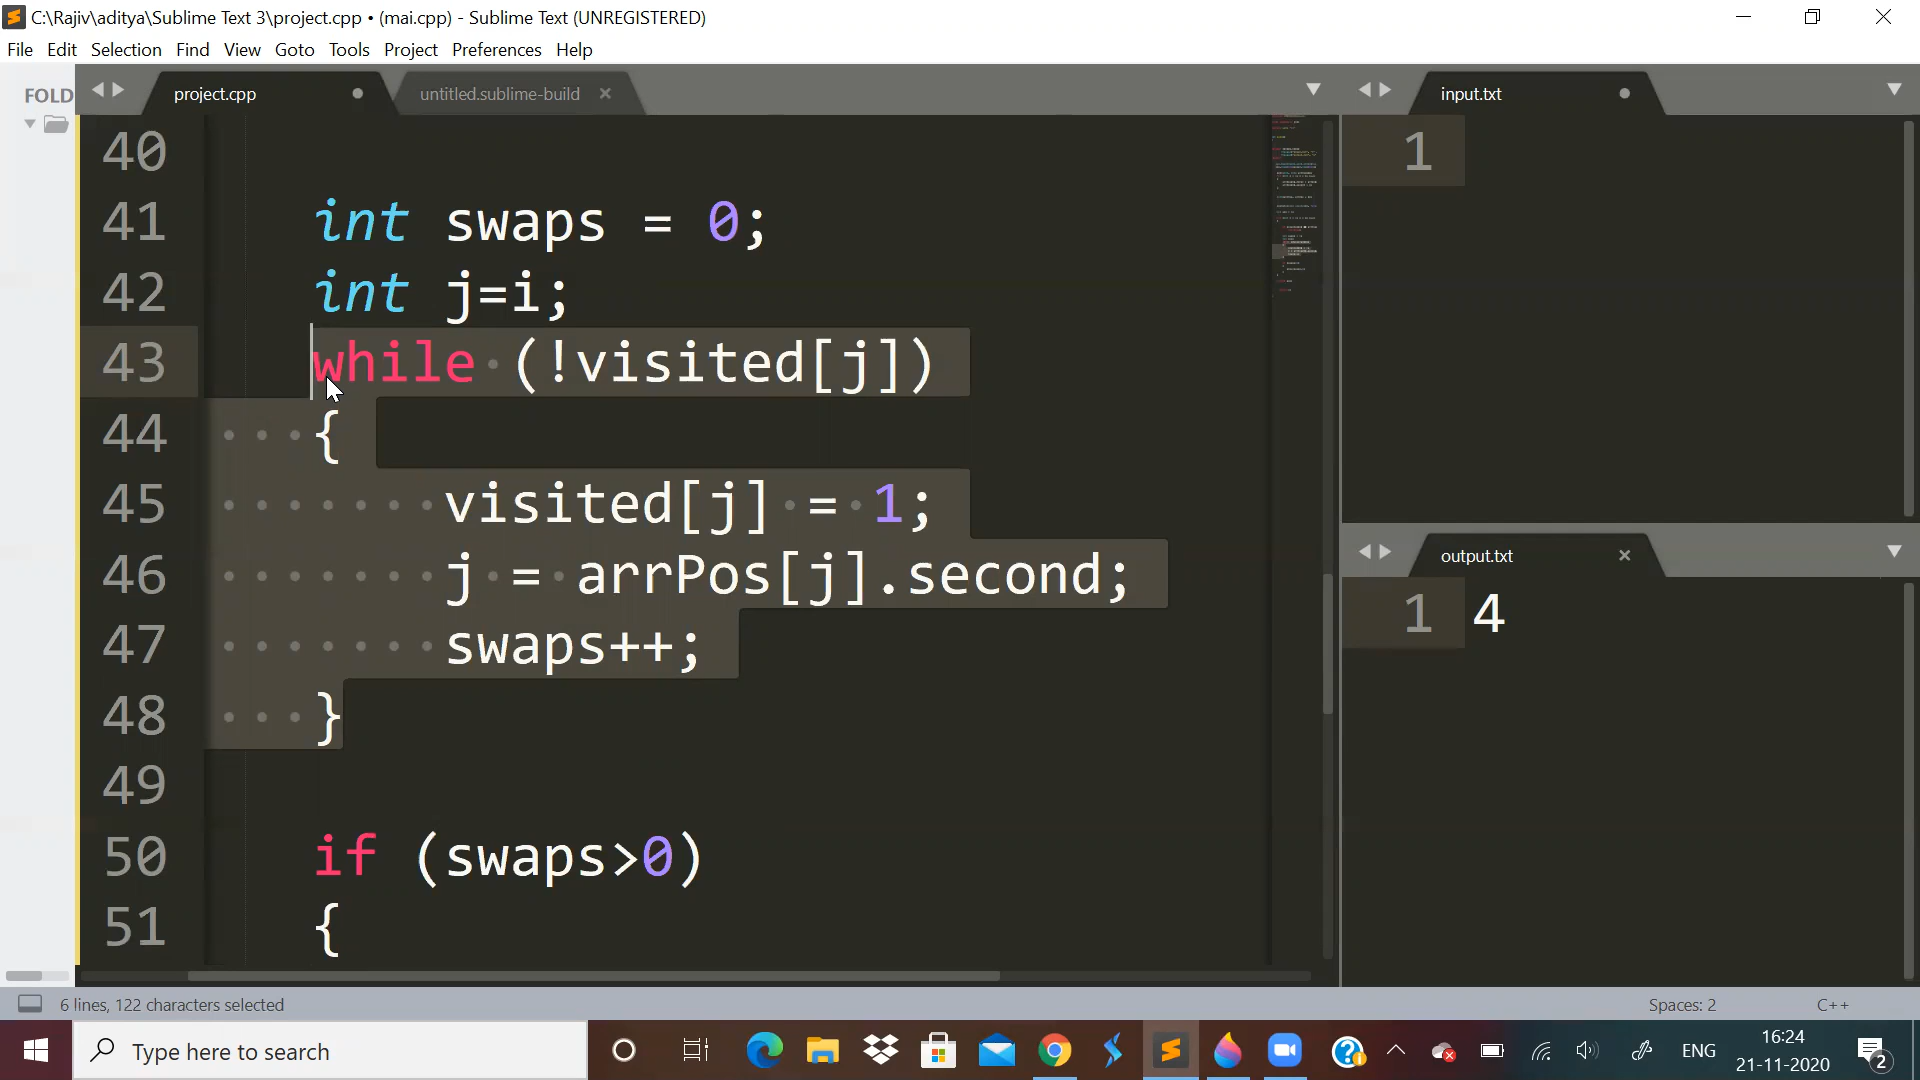 C:\Rajiv\aditya\Sublime Text 3\project.cpp • (mai.cpp) - Sublime Text (UNREGISTERED)
File Edit Selection Find View Goto Tools Project Preferences Help
FOLD
project.cpp
untitled.sublime-build
40
41 int swaps = 0;
42 int j=i;
43 while (!visited[j])
44 {
45 visited[j] = 1;
46 j = arrPos[j].second;
47 swaps++;
48 }
49
50 if (swaps>0)
51 {
input.txt
1
output.txt
1 4
6 lines, 122 characters selected
Spaces: 2
C++
Type here to search
ENG
16:24
21-11-2020
2